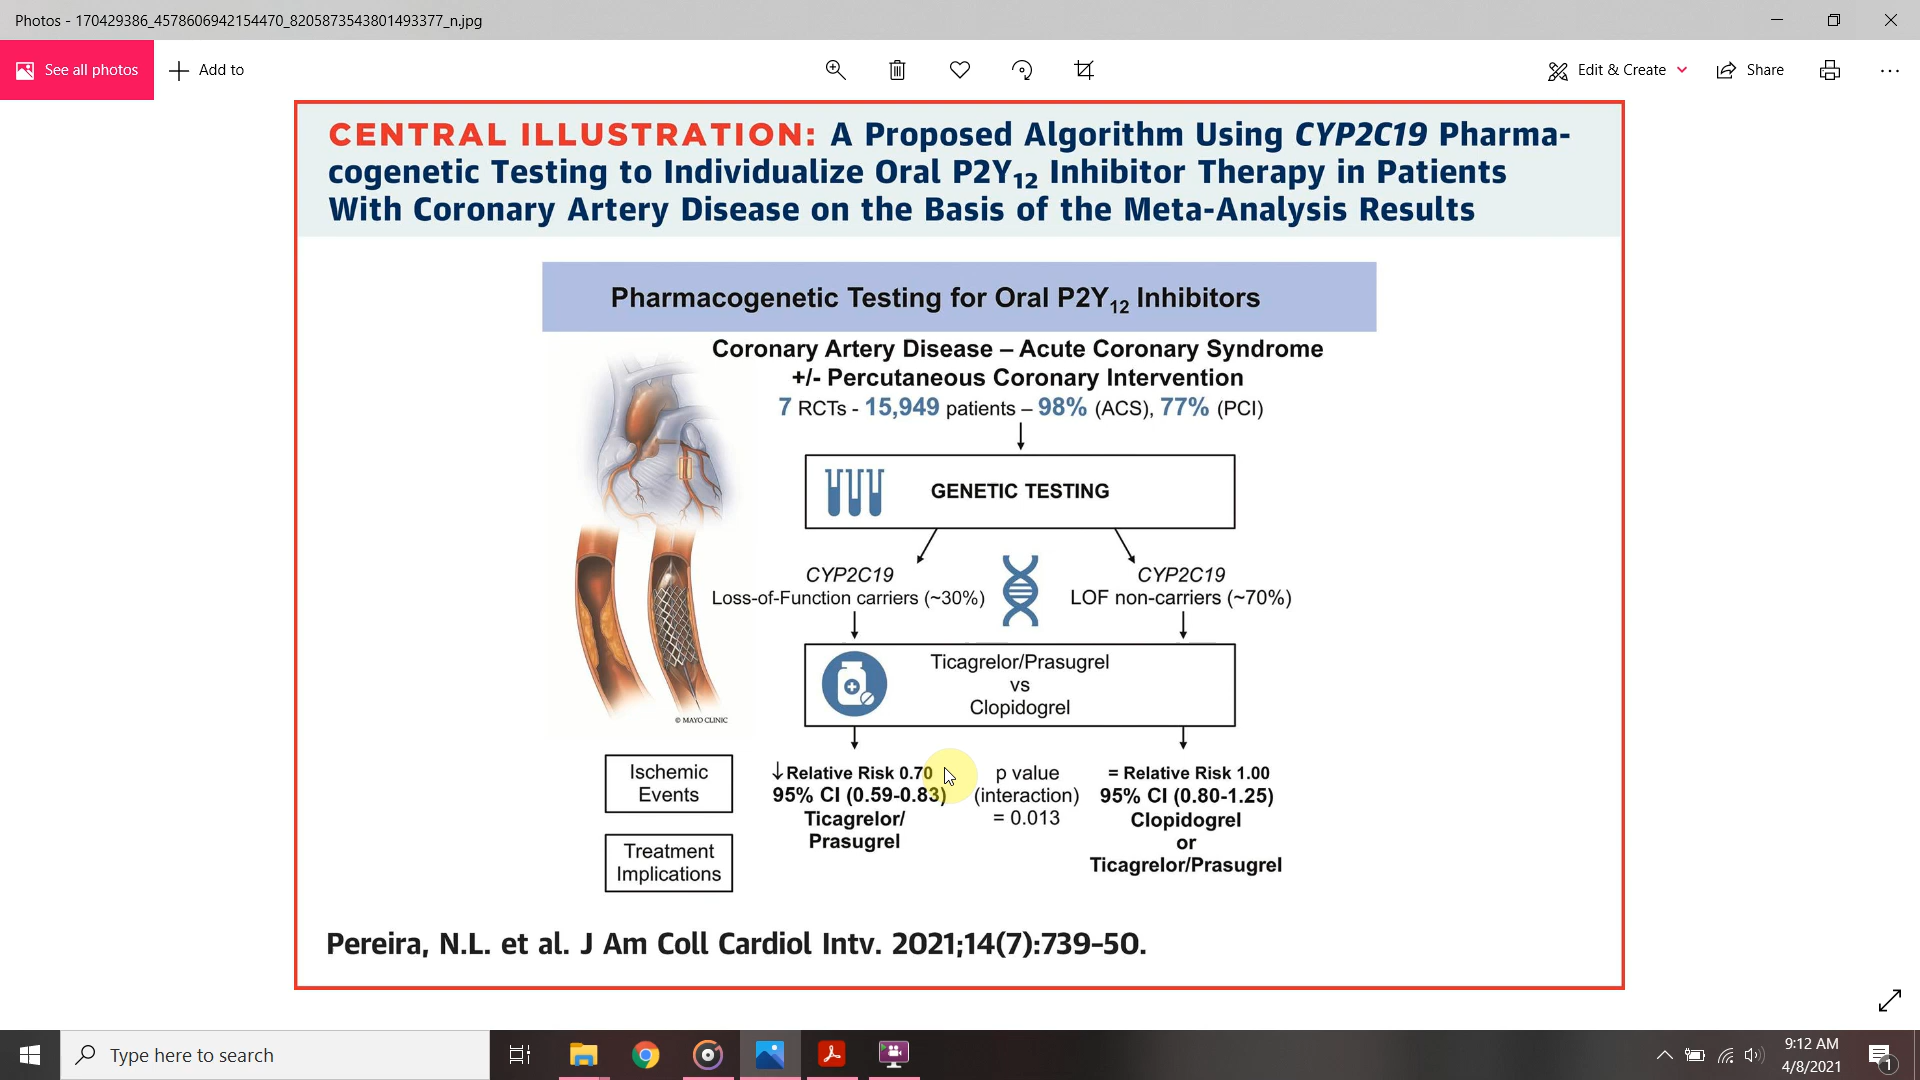 Photos - 170429386_4578606942154470_8205873543801493377_n.jpg
See all photos
Add to
Edit & Create
Share
CENTRAL ILLUSTRATION: A Proposed Algorithm Using CYP2C19 Pharma-
cogenetic Testing to Individualize Oral P2Y12 Inhibitor Therapy in Patients
With Coronary Artery Disease on the Basis of the Meta-Analysis Results
Pharmacogenetic Testing for Oral P2Y12 Inhibitors
Coronary Artery Disease – Acute Coronary Syndrome
+/- Percutaneous Coronary Intervention
7 RCTs - 15,949 patients – 98% (ACS), 77% (PCI)
GENETIC TESTING
CYP2C19
Loss-of-Function carriers (~30%)
CYP2C19
LOF non-carriers (~70%)
Ticagrelor/Prasugrel
vs
Clopidogrel
© MAYO CLINIC
Ischemic
Events
↓Relative Risk 0.70
95% CI (0.59-0.83)
Ticagrelor/
Prasugrel
p value
(interaction)
= 0.013
= Relative Risk 1.00
95% CI (0.80-1.25)
Clopidogrel
or
Ticagrelor/Prasugrel
Treatment
Implications
Pereira, N.L. et al. J Am Coll Cardiol Intv. 2021;14(7):739–50.
Type here to search
9:12 AM
4/8/2021
1